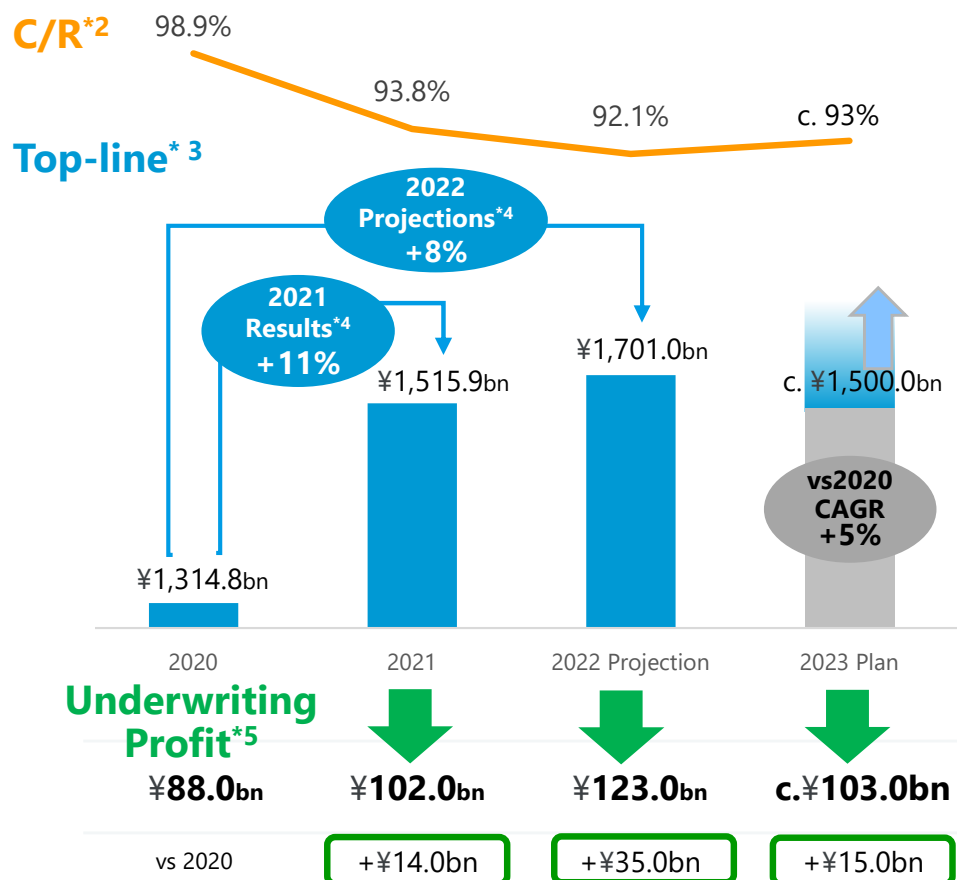 C/R*2
98.9%
93.8%
92.1%
c. 93%
Top-line* 3
2022
Projections*4
+8%
2021
Results*4
+11%
¥1,314.8bn
¥1,515.9bn
¥1,701.0bn
c. ¥1,500.0bn
vs2020
CAGR
+5%
2020
2021
2022 Projection
2023 Plan
Underwriting
Profit*5
¥88.0bn
¥102.0bn
¥123.0bn
c.¥103.0bn
vs 2020
+¥14.0bn
+¥35.0bn
+¥15.0bn